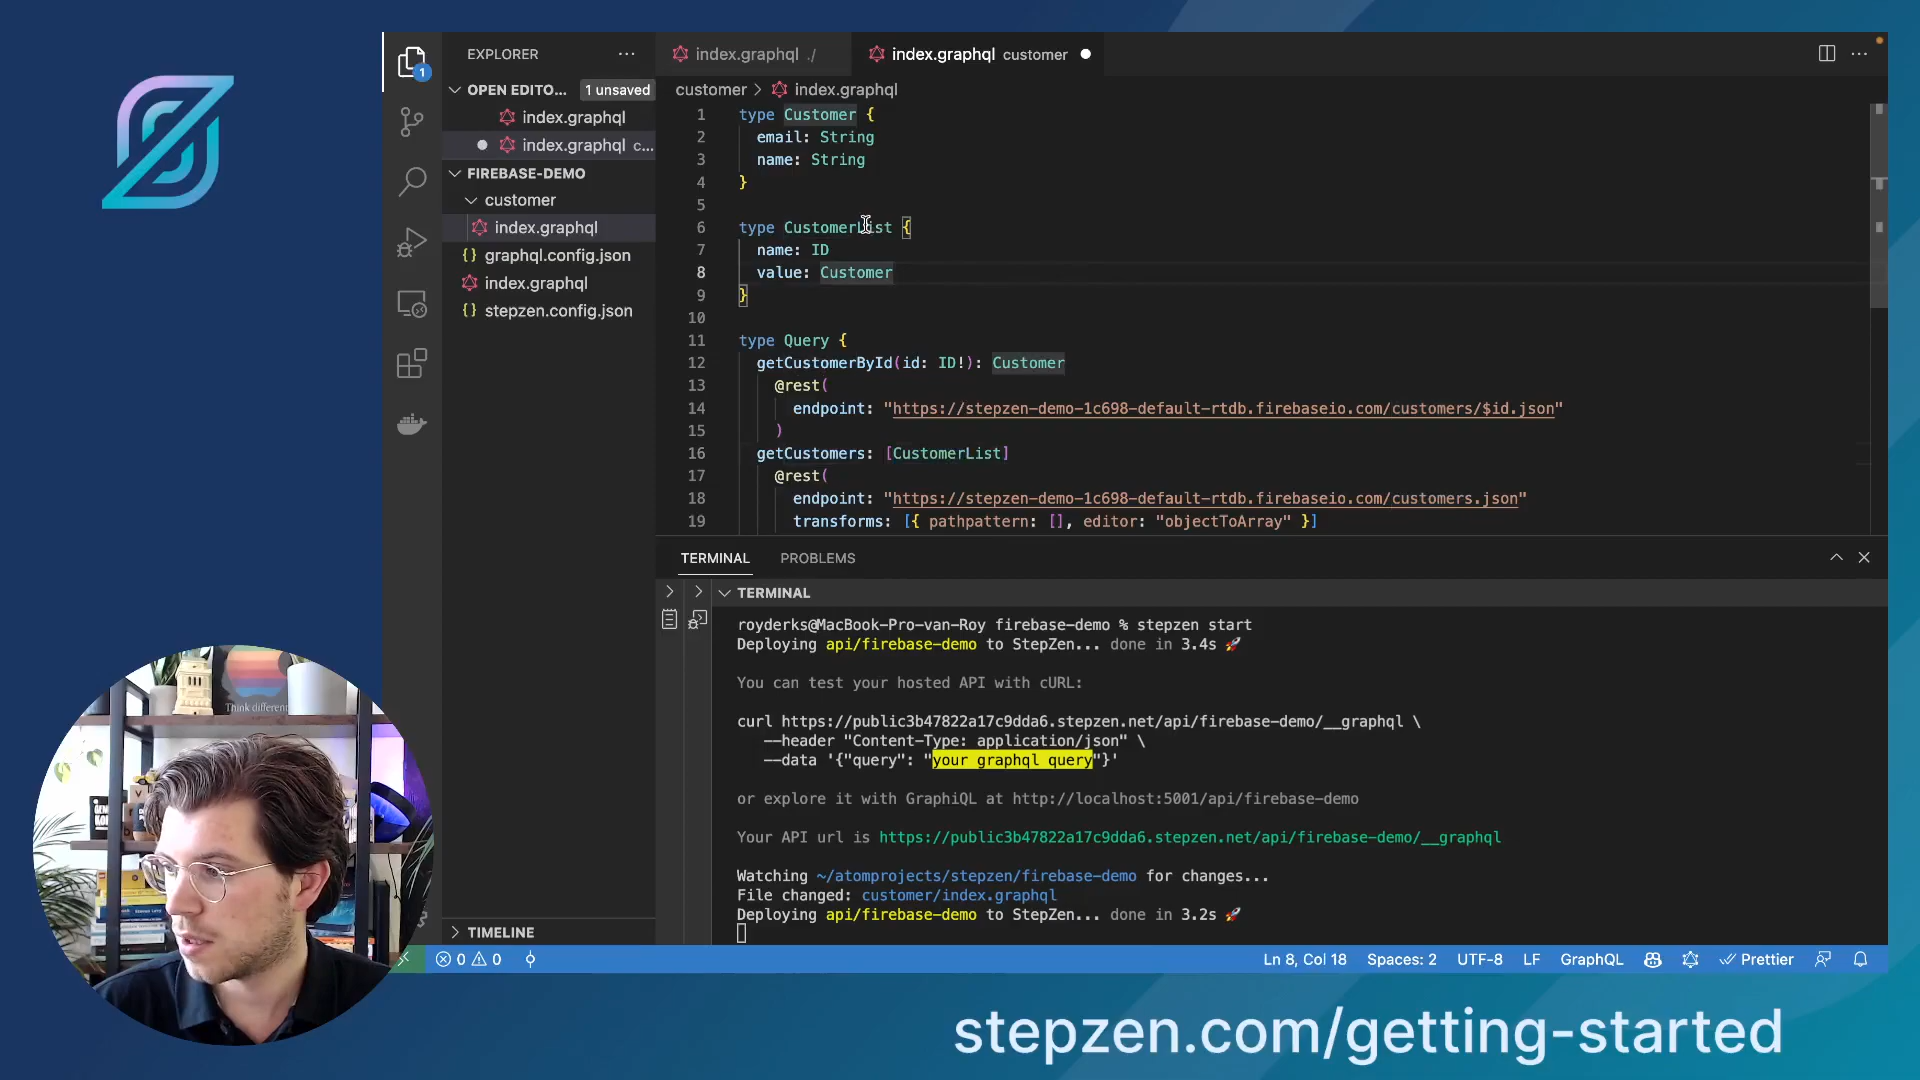 EXPLORER
OPEN EDITO... 1 unsaved
index.graphql
index.graphql c...
FIREBASE-DEMO
customer
index.graphql
graphql.config.json
index.graphql
stepzen.config.json
TIMELINE
index.graphql ./
index.graphql customer
customer > index.graphql
1 type Customer {
2 email: String
3 name: String
4 }
5
6 type CustomerList {
7 name: ID
8 value: Customer
9 }
10
11 type Query {
12 getCustomerById(id: ID!): Customer
13 @rest(
14 endpoint: "https://stepzen-demo-1c698-default-rtdb.firebaseio.com/customers/$id.json"
15 )
16 getCustomers: [CustomerList]
17 @rest(
18 endpoint: "https://stepzen-demo-1c698-default-rtdb.firebaseio.com/customers.json"
19 transforms: [{ pathpattern: [], editor: "objectToArray" }]
TERMINAL PROBLEMS
TERMINAL
royderks@MacBook-Pro-van-Roy firebase-demo % stepzen start
Deploying api/firebase-demo to StepZen... done in 3.4s 🚀
You can test your hosted API with cURL:
curl https://public3b47822a17c9dda6.stepzen.net/api/firebase-demo/__graphql \
--header "Content-Type: application/json" \
--data '{"query": "your graphql query"}'
or explore it with GraphiQL at http://localhost:5001/api/firebase-demo
Your API url is https://public3b47822a17c9dda6.stepzen.net/api/firebase-demo/__graphql
Watching ~/atomprojects/stepzen/firebase-demo for changes...
File changed: customer/index.graphql
Deploying api/firebase-demo to StepZen... done in 3.2s 🚀
0 0
Ln 8, Col 18 Spaces: 2 UTF-8 LF GraphQL Prettier
1
Think different
stepzen.com/getting-started